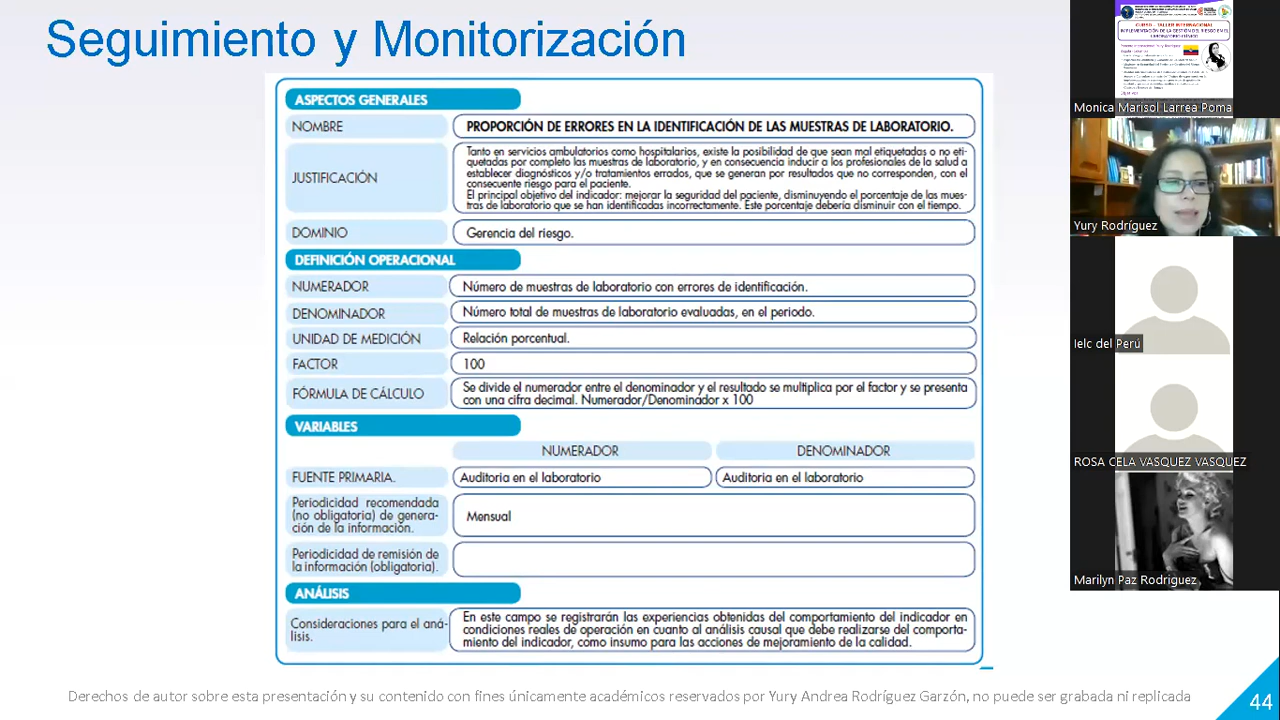 Seguimiento y Monitorización
ASPECTOS GENERALES
NOMBRE
PROPORCIÓN DE ERRORES EN LA IDENTIFICACIÓN DE LAS MUESTRAS DE LABORATORIO.
JUSTIFICACIÓN
Tanto en servicios ambulatorios como hospitalarios, existe la posibilidad de que sean mal etiquetadas o no eti-
quetadas por completo las muestras de laboratorio, y en consecuencia inducir a los profesionales de la salud a
establecer diagnósticos y/o tratamientos errados, que se generan por resultados que no corresponden, con el
consecuente riesgo para el paciente.
El principal objetivo del indicador: mejorar la seguridad del paciente, disminuyendo el porcentaje de las mues-
tras de laboratorio que se han identificadas incorrectamente. Este porcentaje debería disminuir con el tiempo.
DOMINIO
Gerencia del riesgo.
DEFINICIÓN OPERACIONAL
NUMERADOR
Número de muestras de laboratorio con errores de identificación.
DENOMINADOR
Número total de muestras de laboratorio evaluadas, en el periodo.
UNIDAD DE MEDICIÓN
Relación porcentual.
FACTOR
100
FÓRMULA DE CÁLCULO
Se divide el numerador entre el denominador y el resultado se multiplica por el factor y se presenta
con una cifra decimal. Numerador/Denominador x 100
VARIABLES
NUMERADOR
DENOMINADOR
FUENTE PRIMARIA.
Auditoria en el laboratorio
Auditoria en el laboratorio
Periodicidad recomendada
(no obligatoria) de genera-
ción de la información.
Mensual
Periodicidad de remisión de
la información (obligatoria).
ANÁLISIS
Consideraciones para el aná-
lisis.
En este campo se registrarán las experiencias obtenidas del comportamiento del indicador en
condiciones reales de operación en cuanto al análisis causal que debe realizarse del comporta-
miento del indicador, como insumo para las acciones de mejoramiento de la calidad.
Derechos de autor sobre esta presentación y su contenido con fines únicamente académicos reservados por Yury Andrea Rodríguez Garzón, no puede ser grabada ni replicada
44
CURSO - TALLER INTERNACIONAL
Monica Marisol Larrea Poma
Yury Rodríguez
Ielc del Perú
ROSA CELA VASQUEZ VASQUEZ
Marilyn Paz Rodríguez